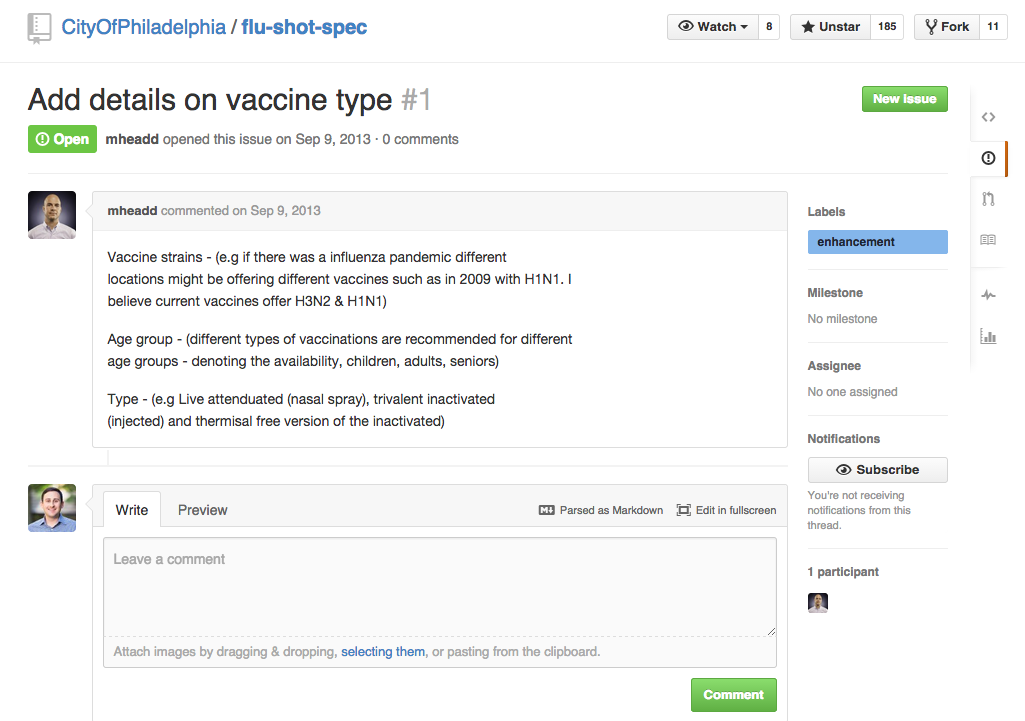 CityOfPhiladelphia / flu-shot-spec
Watch 8
Unstar 185
Fork 11
Add details on vaccine type #1
New issue
Open mheadd opened this issue on Sep 9, 2013 · 0 comments
mheadd commented on Sep 9, 2013
Vaccine strains - (e.g if there was a influenza pandemic different
locations might be offering different vaccines such as in 2009 with H1N1. I
believe current vaccines offer H3N2 & H1N1)
Age group - (different types of vaccinations are recommended for different
age groups - denoting the availability, children, adults, seniors)
Type - (e.g Live attenduated (nasal spray), trivalent inactivated
(injected) and thermisal free version of the inactivated)
Labels
enhancement
Milestone
No milestone
Assignee
No one assigned
Notifications
Subscribe
You're not receiving
notifications from this
thread.
1 participant
Write Preview
M Parsed as Markdown Edit in fullscreen
Leave a comment
Attach images by dragging & dropping, selecting them, or pasting from the clipboard.
Comment